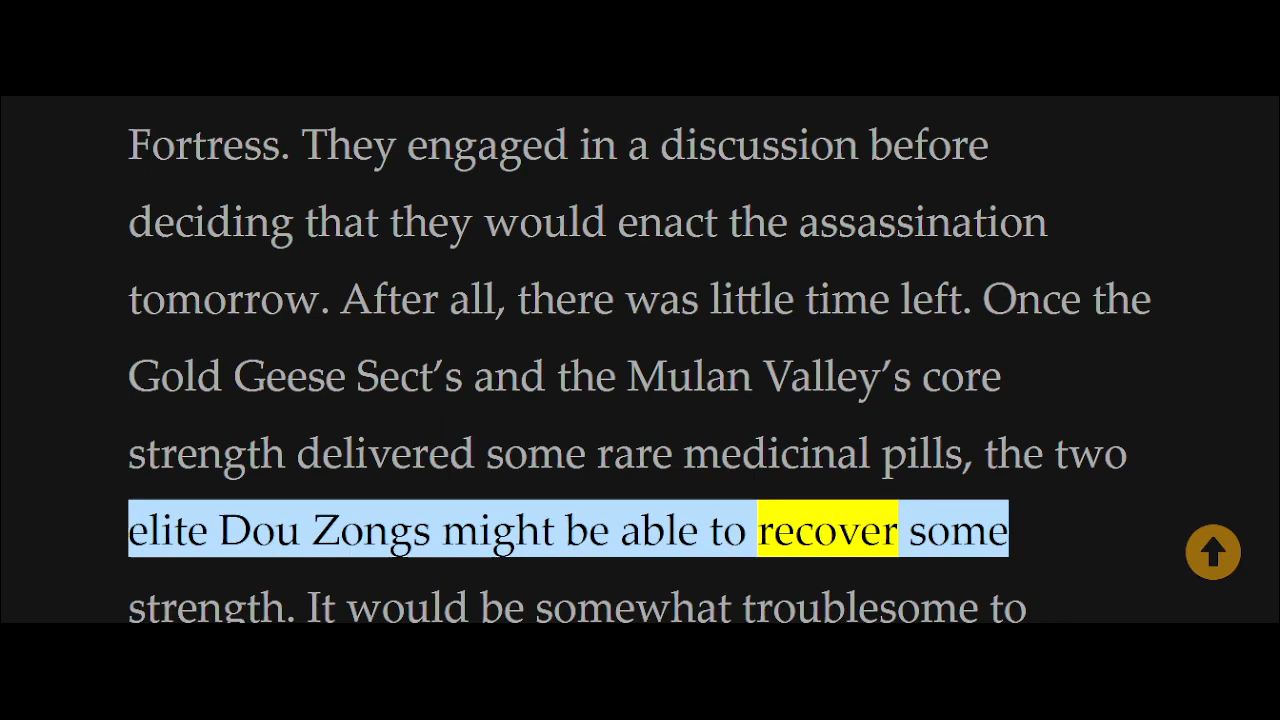 Fortress. They engaged in a discussion before
deciding that they would enact the assassination
tomorrow. After all, there was little time left. Once the
Gold Geese Sect’s and the Mulan Valley’s core
strength delivered some rare medicinal pills, the two
elite Dou Zongs might be able to recover some
strength. It would be somewhat troublesome to